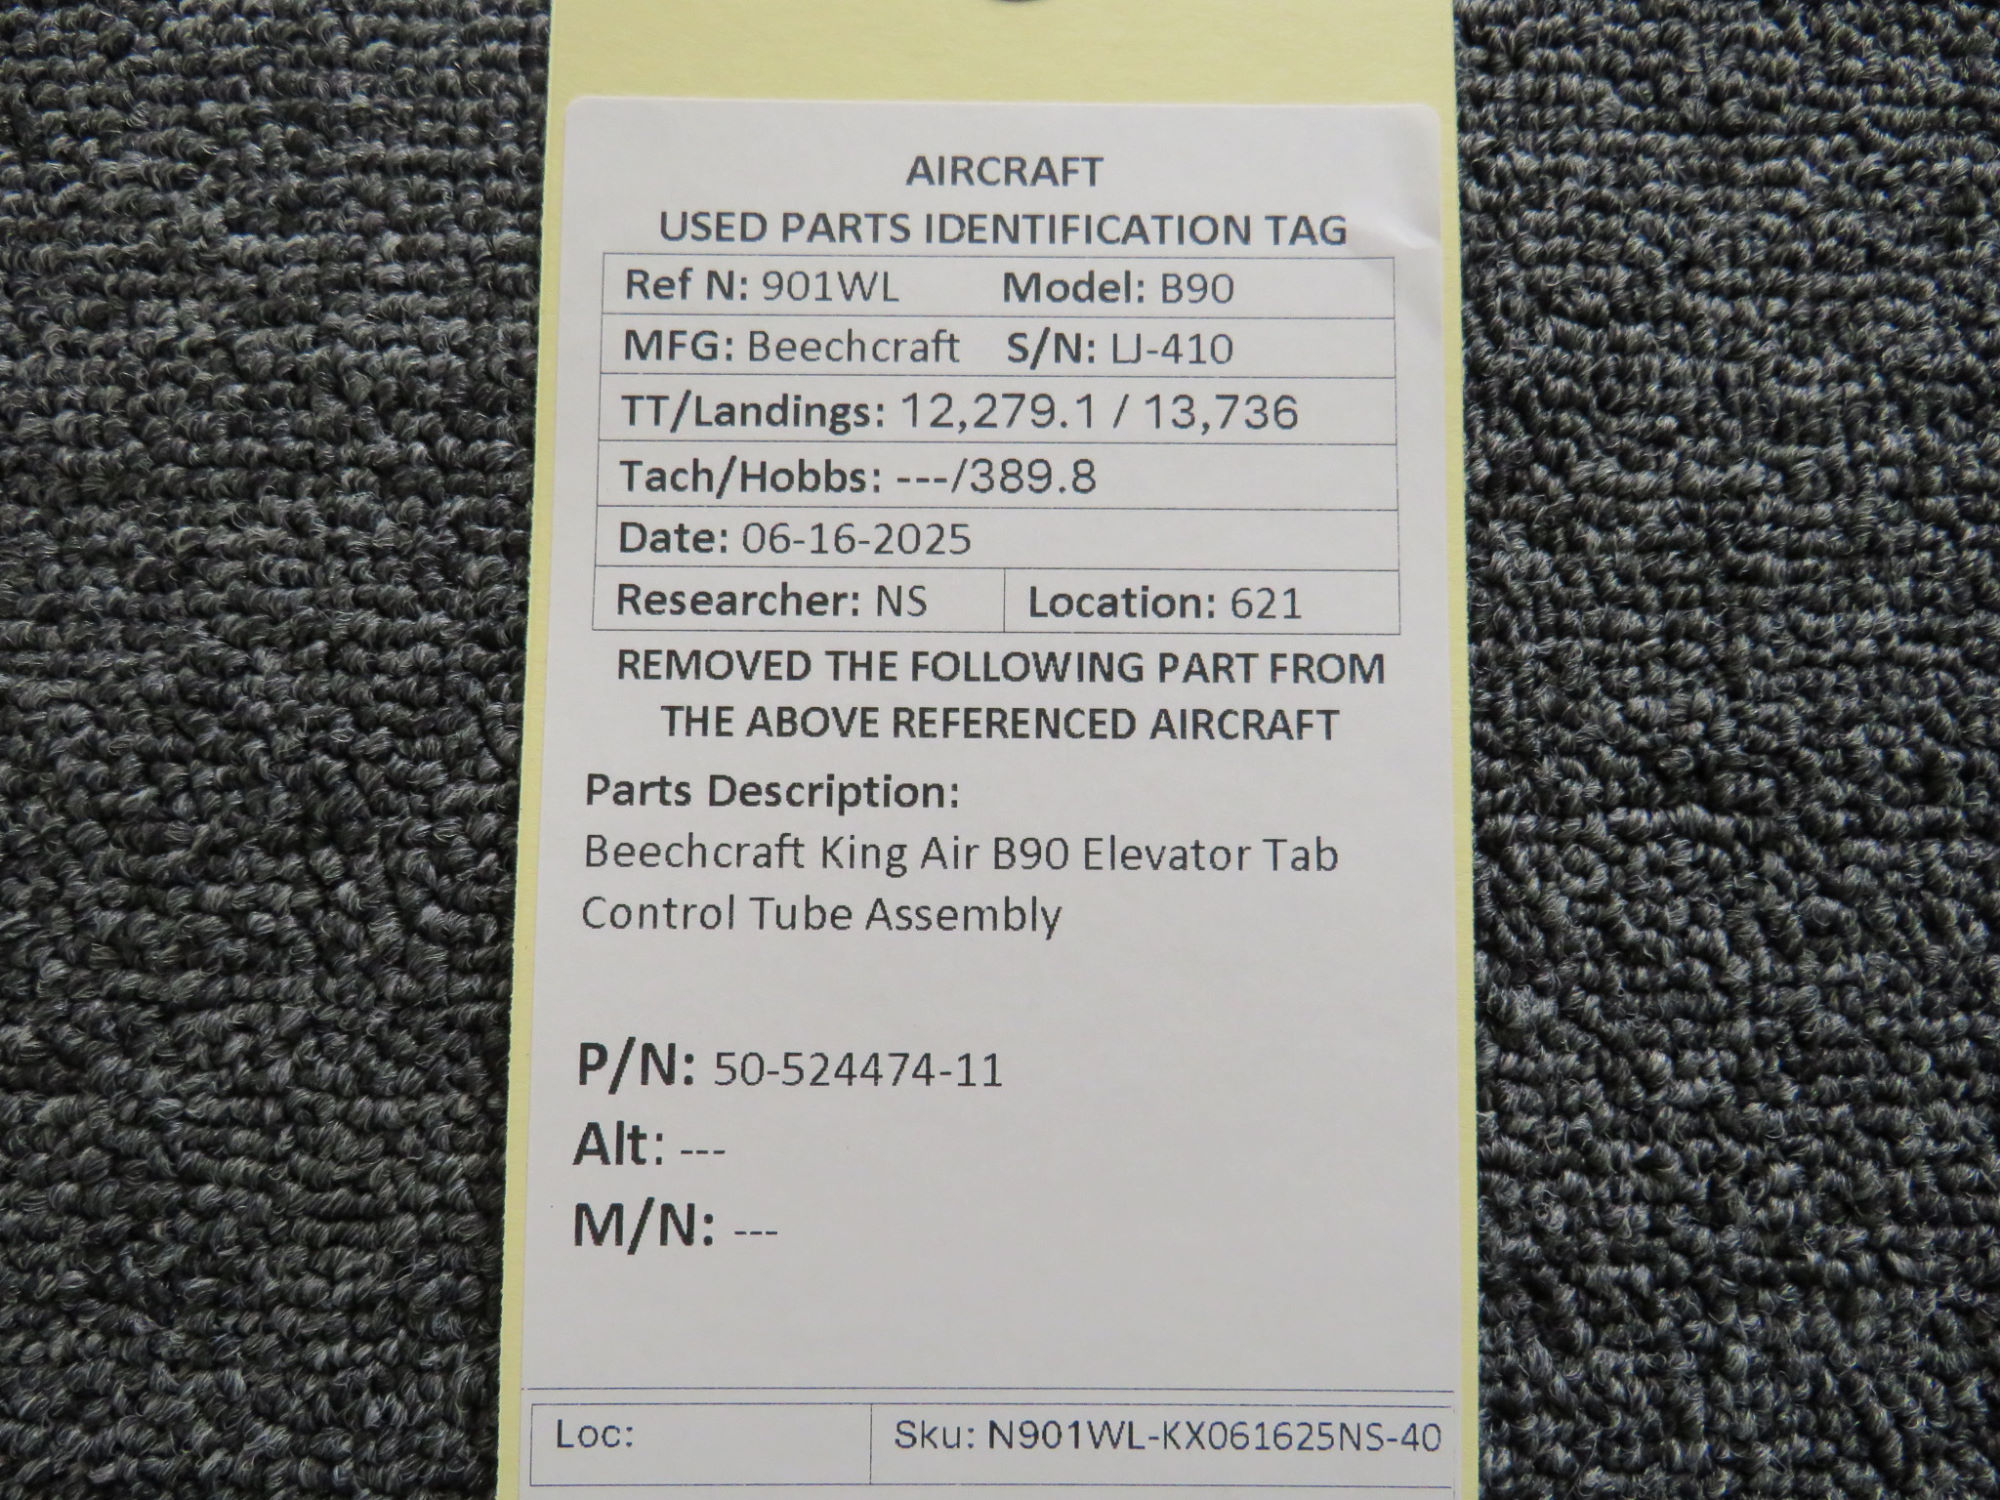 AIRCRAFT
USED PARTS IDENTIFICATION TAG
Ref N: 901WL Model: B90
MFG: Beechcraft S/N: LJ-410
TT/Landings: 12,279.1 / 13,736
Tach/Hobbs: ---/389.8
Date: 06-16-2025
Researcher: NS Location: 621
REMOVED THE FOLLOWING PART FROM
THE ABOVE REFERENCED AIRCRAFT
Parts Description:
Beechcraft King Air B90 Elevator Tab
Control Tube Assembly
P/N: 50-524474-11
Alt: ---
M/N: ---
Loc: Sku: N901WL-KX061625NS-40